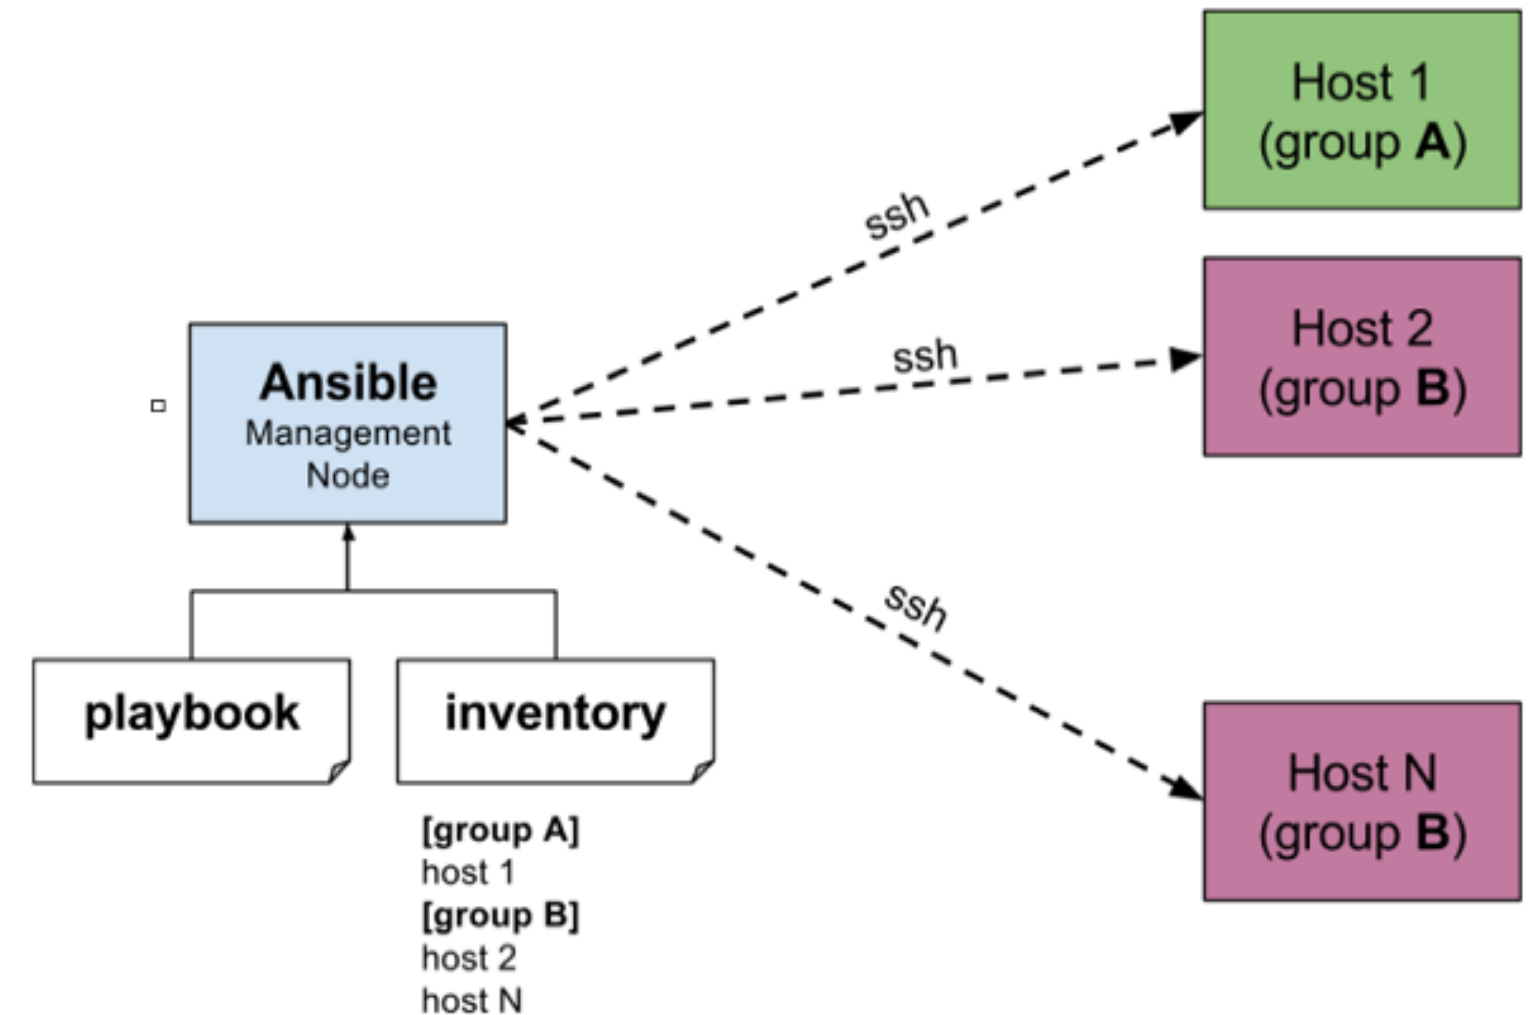 Host 1
(group A)
ssh
Host 2
(group B)
ssh
Ansible
Management
Node
ssh
playbook
inventory
Host N
(group B)
[group A]
host 1
[group B]
host 2
host N